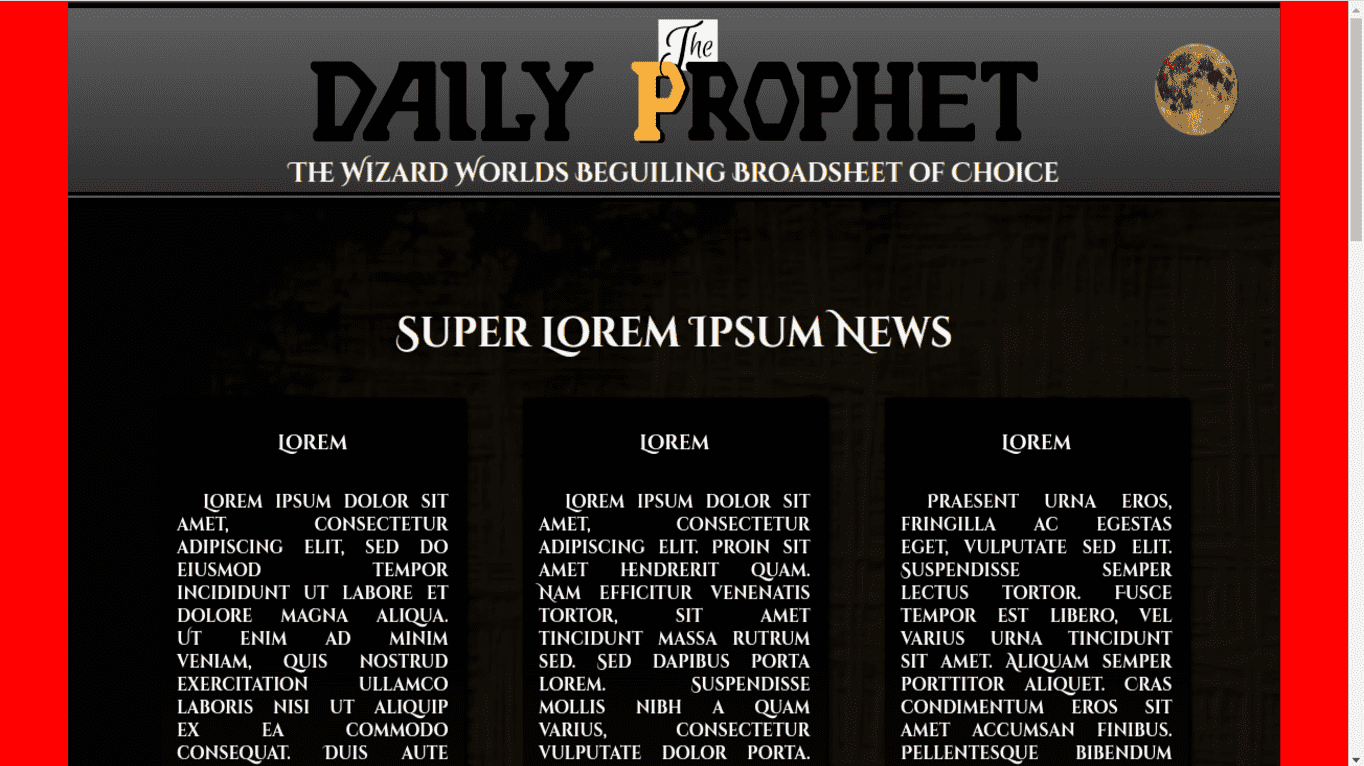 The
DAILY PROPHET
The Wizard Worlds Beguiling Broadsheet of Choice
Super Lorem Ipsum News
Lorem
Lorem ipsum dolor sit
amet, consectetur
adipiscing elit, sed do
eiusmod tempor
incididunt ut labore et
dolore magna aliqua.
Ut enim ad minim
veniam, quis nostrud
exercitation ullamco
laboris nisi ut aliquip
ex ea commodo
consequat. Duis aute
Lorem
Lorem ipsum dolor sit
amet, consectetur
adipiscing elit. Proin sit
amet hendrerit quam.
Nam efficitur venenatis
tortor, sit amet
tincidunt massa rutrum
sed. Sed dapibus porta
lorem. Suspendisse
mollis nibh a quam
varius, consectetur
vulputate dolor porta.
Lorem
Praesent urna eros,
fringilla ac egestas
eget, vulputate sed elit.
Suspendisse semper
lectus tortor. Fusce
tempor est libero, vel
varius urna tincidunt
sit amet. Aliquam semper
porttitor aliquet. Cras
condimentum eros sit
amet accumsan finibus.
Pellentesque bibendum